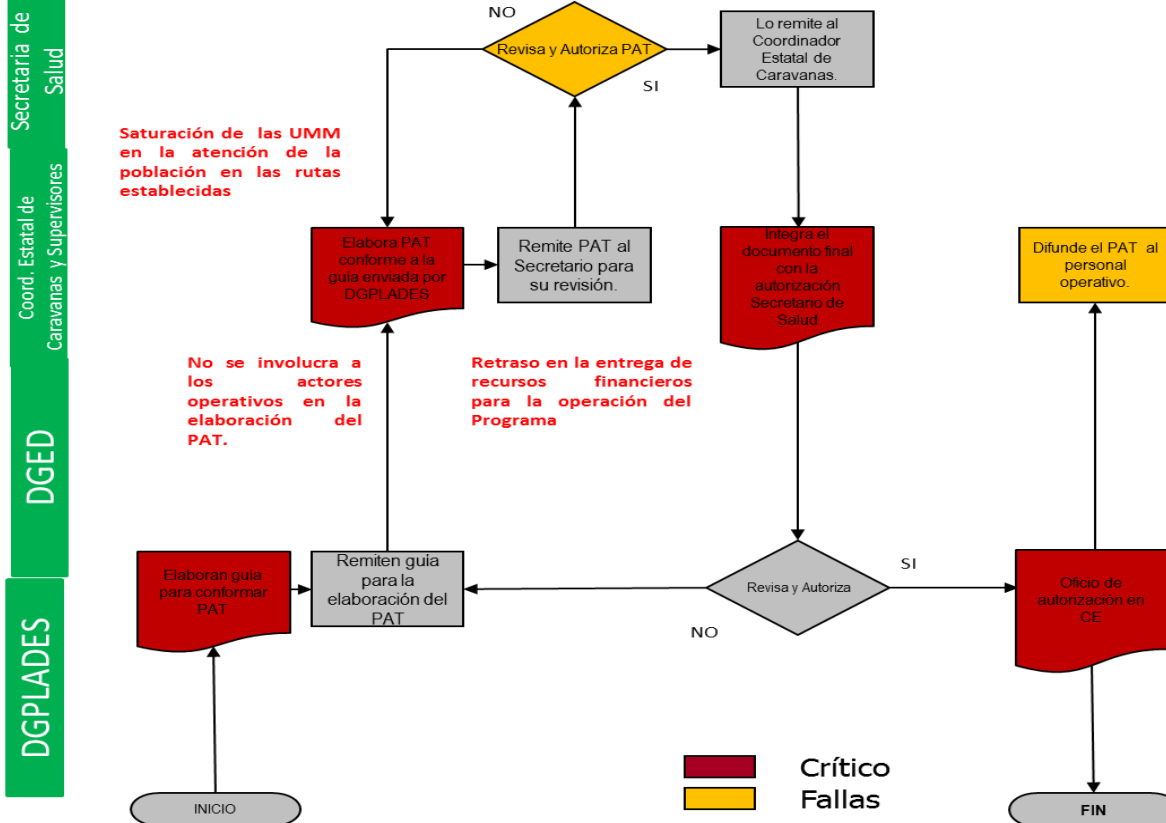 Secretaria de
Salud
Coord. Estatal de
Caravanas y Supervisores
DGED
DGPLADES
NO
Revisa y Autoriza PAT
SI
Lo remite al
Coordinador
Estatal de
Caravanas.
Saturación de las UMM
en la atención de la
población en las rutas
establecidas
Elabora PAT
conforme a la
guía enviada por
DGPLADES
Remite PAT al
Secretario para
su revisión.
Integra el
documento final
con la
autorización
Secretario de
Salud
Difunde el PAT al
personal
operativo.
No se involucra a
los actores
operativos en la
elaboración del
PAT.
Retraso en la entrega de
recursos financieros
para la operación del
Programa
Elaboran guía
para conformar
PAT
Remiten guía
para la
elaboración del
PAT
Revisa y Autoriza
SI
NO
Oficio de
autorización en
CE
INICIO
Crítico
Fallas
FIN